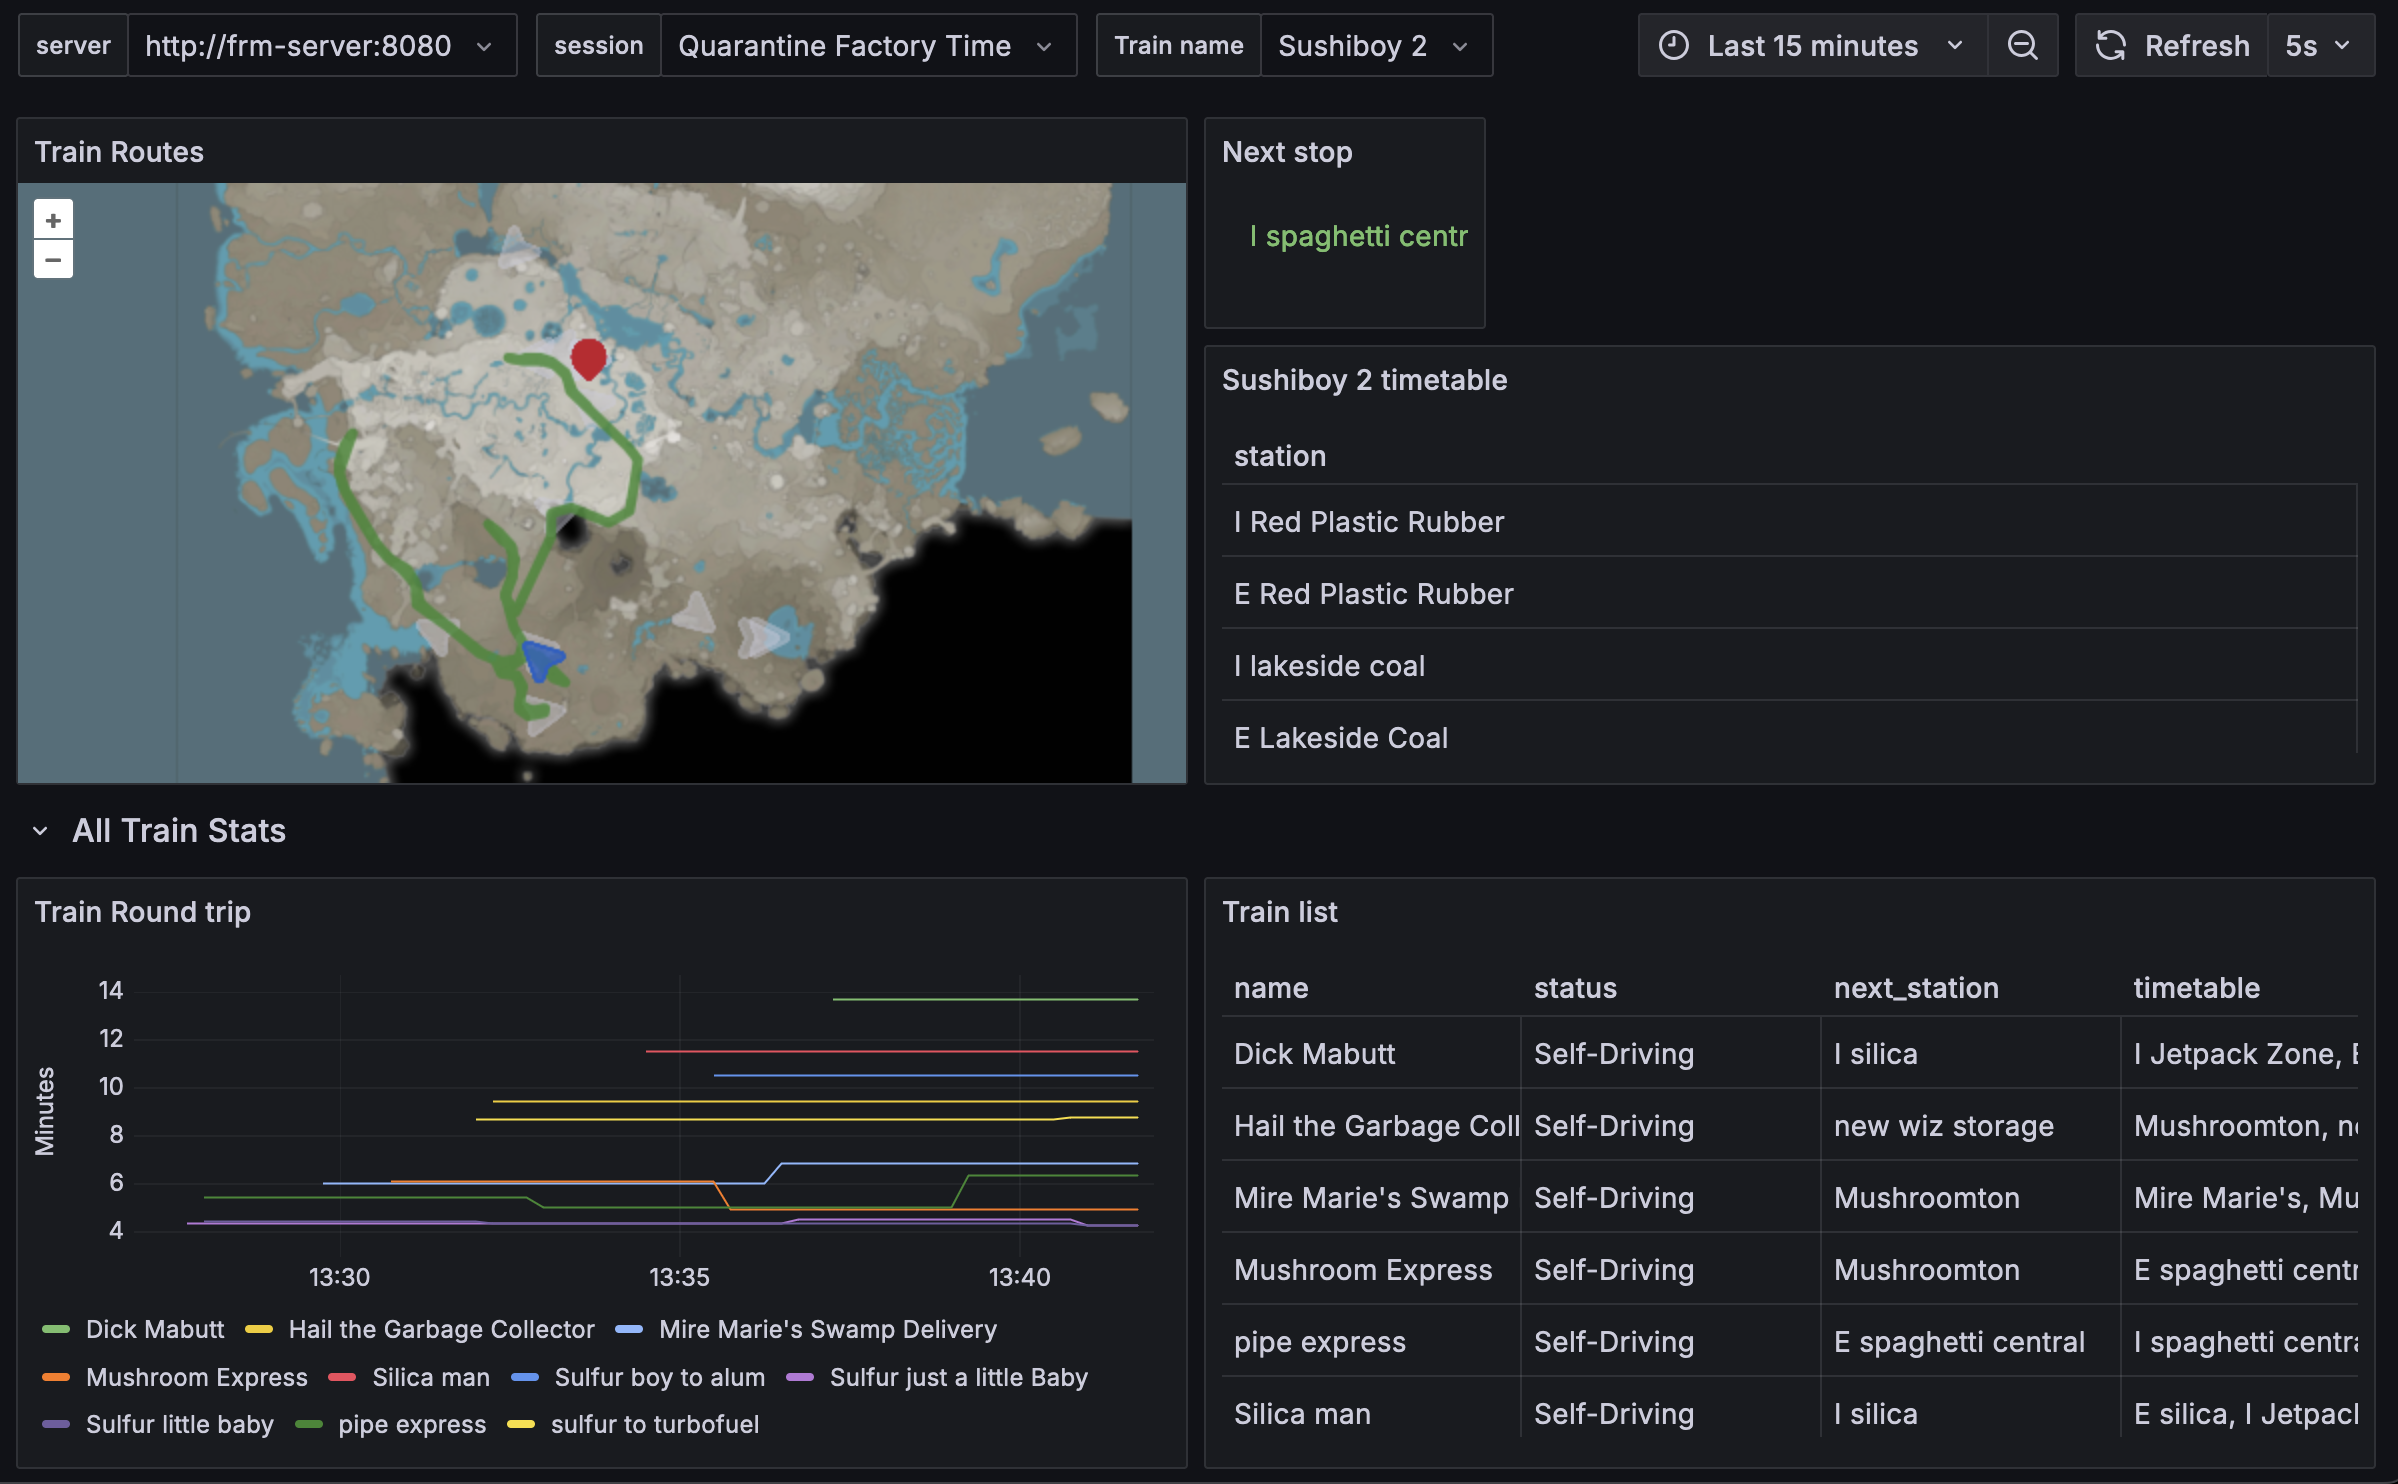 server http://frm-server:8080 session Quarantine Factory Time Train name Sushiboy 2 Last 15 minutes Refresh 5s
Train Routes
+
−
Next stop
I spaghetti centr
Sushiboy 2 timetable
station
I Red Plastic Rubber
E Red Plastic Rubber
I lakeside coal
E Lakeside Coal
All Train Stats
Train Round trip
Minutes
14
12
10
8
6
4
13:30 13:35 13:40
Dick Mabutt Hail the Garbage Collector Mire Marie's Swamp Delivery
Mushroom Express Silica man Sulfur boy to alum Sulfur just a little Baby
Sulfur little baby pipe express sulfur to turbofuel
Train list
name status next_station timetable
Dick Mabutt Self-Driving I silica I Jetpack Zone, E
Hail the Garbage Coll Self-Driving new wiz storage Mushroomton, ne
Mire Marie's Swamp Self-Driving Mushroomton Mire Marie's, Mu
Mushroom Express Self-Driving Mushroomton E spaghetti centr
pipe express Self-Driving E spaghetti central I spaghetti centra
Silica man Self-Driving I silica E silica, I Jetpacl